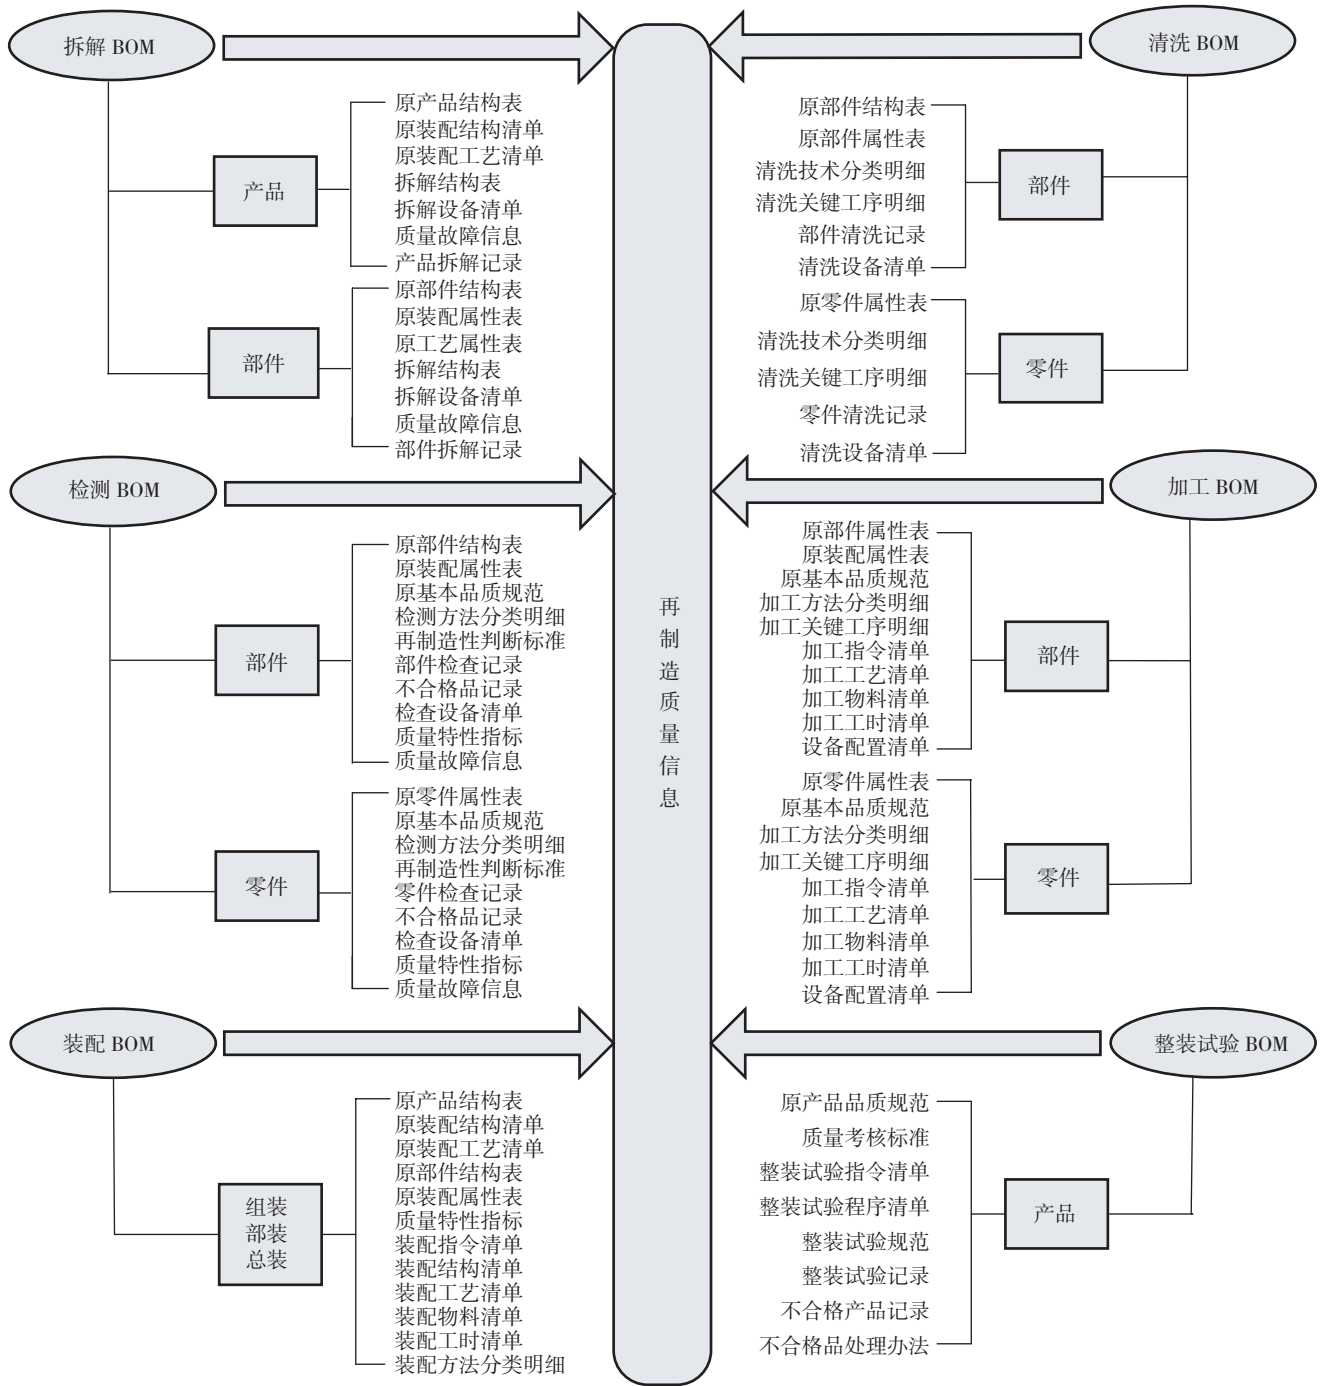 拆解 BOM
产品
原产品结构表
原装配结构清单
原装配工艺清单
拆解结构表
拆解设备清单
质量故障信息
产品拆解记录
部件
原部件结构表
原装配属性表
原工艺属性表
拆解结构表
拆解设备清单
质量故障信息
部件拆解记录
检测 BOM
部件
原部件结构表
原装配属性表
原基本品质规范
检测方法分类明细
再制造性判断标准
部件检查记录
不合格品记录
检查设备清单
质量特性指标
质量故障信息
零件
原零件属性表
原基本品质规范
检测方法分类明细
再制造性判断标准
零件检查记录
不合格品记录
检查设备清单
质量特性指标
质量故障信息
装配 BOM
组装
部装
总装
原产品结构表
原装配结构清单
原装配工艺清单
原部件结构表
原装配属性表
质量特性指标
装配指令清单
装配结构清单
装配工艺清单
装配物料清单
装配工时清单
装配方法分类明细
再制造质量信息
清洗 BOM
原部件结构表
原部件属性表
清洗技术分类明细
清洗关键工序明细
部件清洗记录
清洗设备清单
部件
原零件属性表
清洗技术分类明细
清洗关键工序明细
零件清洗记录
清洗设备清单
零件
加工 BOM
原部件属性表
原装配属性表
原基本品质规范
加工方法分类明细
加工关键工序明细
加工指令清单
加工工艺清单
加工物料清单
加工工时清单
设备配置清单
部件
原零件属性表
原基本品质规范
加工方法分类明细
加工关键工序明细
加工指令清单
加工工艺清单
加工物料清单
加工工时清单
设备配置清单
零件
整装试验 BOM
原产品品质规范
质量考核标准
整装试验指令清单
整装试验程序清单
整装试验规范
整装试验记录
不合格产品记录
不合格品处理办法
产品